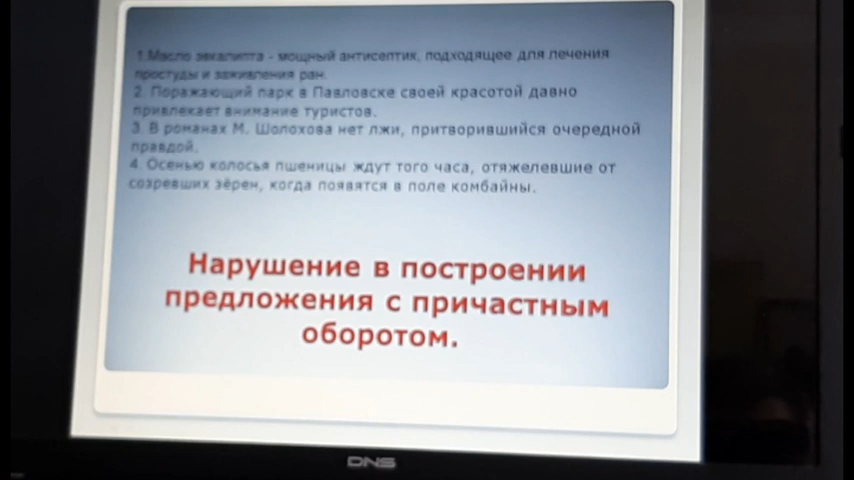 1.Масло эвкалипта - мощный антисептик, подходящее для лечения
простуды и заживления ран.
2. Поражающий парк в Павловске своей красотой давно
привлекает внимание туристов.
3. В романах М. Шолохова нет лжи, притворившийся очередной
правдой.
4. Осенью колосья пшеницы ждут того часа, отяжелевшие от
созревших зёрен, когда появятся в поле комбайны.
Нарушение в построении
предложения с причастным
оборотом.
DNS